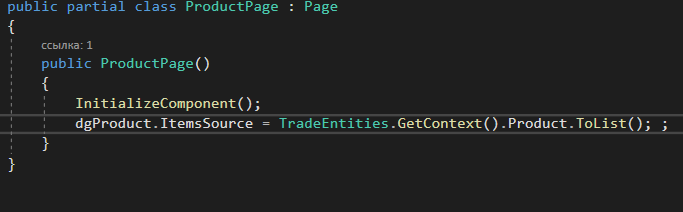 public partial class ProductPage : Page
{
ссылка: 1
public ProductPage()
{
InitializeComponent();
dgProduct.ItemsSource = TradeEntities.GetContext().Product.ToList(); ;
}
}